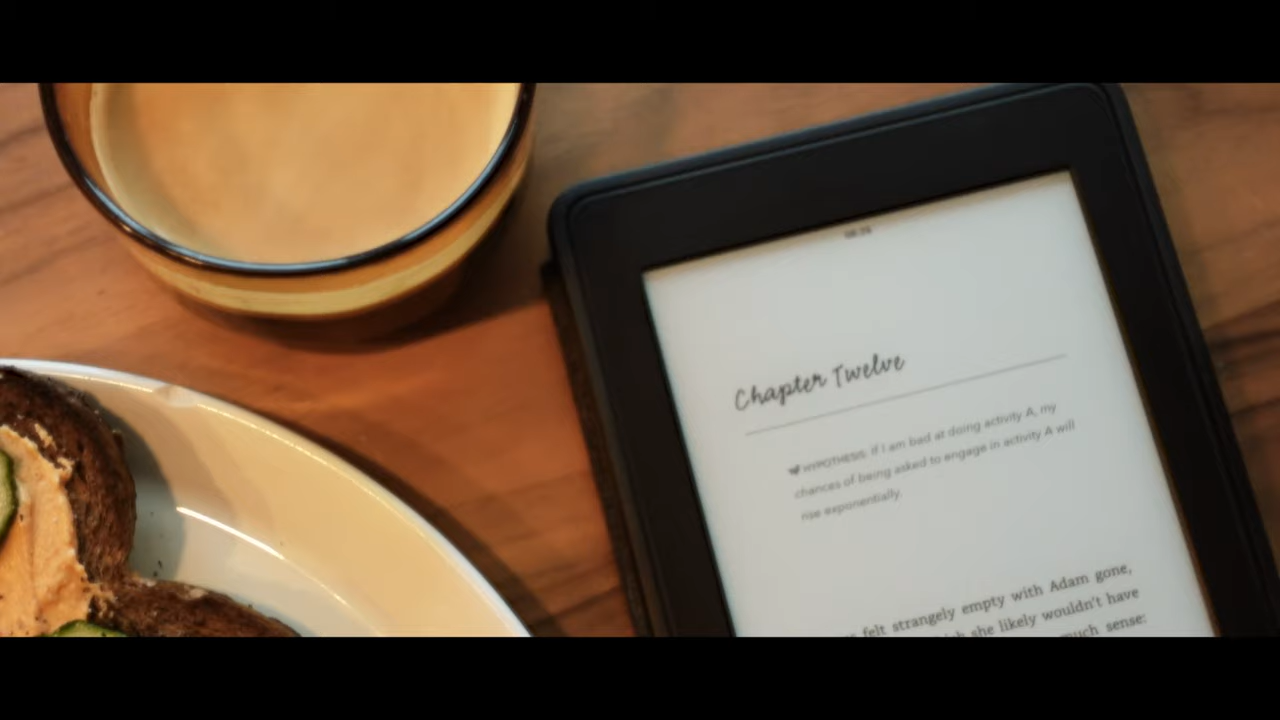 Chapter Twelve
HYPOTHESIS: If I am bad at doing activity A, my
chances of being asked to engage in activity A will
rise exponentially.
felt strangely empty with Adam gone,
she likely wouldn't have
much sense: